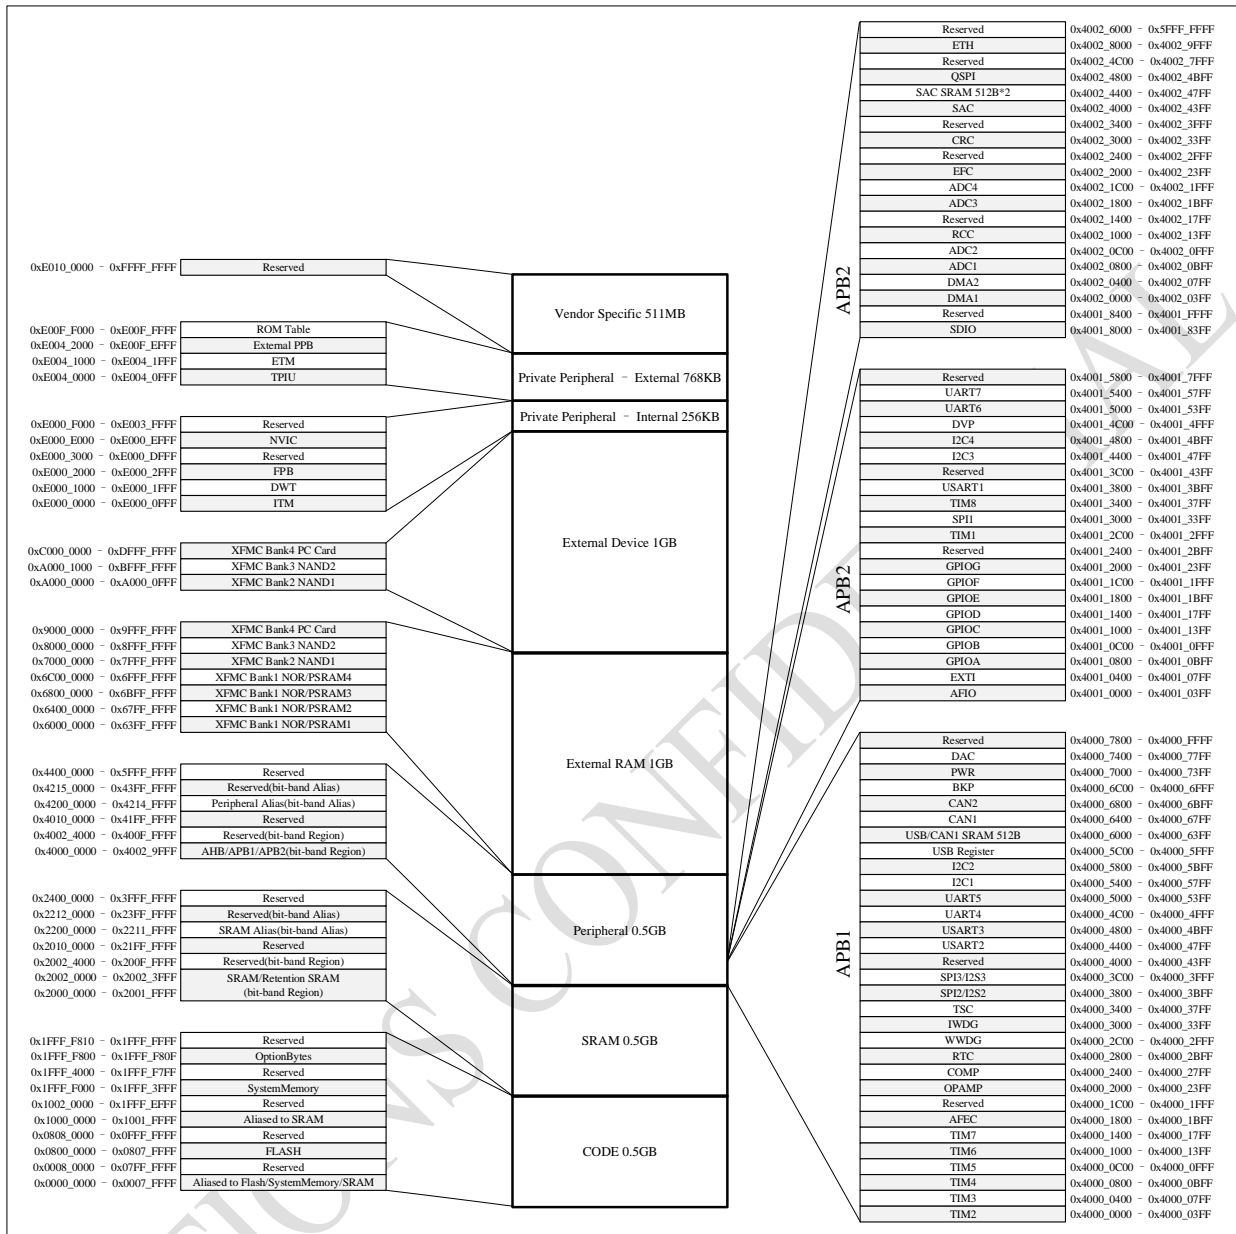 0xE010_0000 - 0xFFFF_FFFF Reserved
0xE00F_F000 - 0xE00F_FFFF ROM Table
0xE004_2000 - 0xE00F_EFFF External PPB
0xE004_1000 - 0xE004_1FFF ETM
0xE004_0000 - 0xE004_0FFF TPIU
0xE000_F000 - 0xE003_FFFF Reserved
0xE000_E000 - 0xE000_EFFF NVIC
0xE000_3000 - 0xE000_DFFF Reserved
0xE000_2000 - 0xE000_2FFF FPB
0xE000_1000 - 0xE000_1FFF DWT
0xE000_0000 - 0xE000_0FFF ITM
0xC000_0000 - 0xDFFF_FFFF XFMC Bank4 PC Card
0xA000_1000 - 0xBFFF_FFFF XFMC Bank3 NAND2
0xA000_0000 - 0xA000_0FFF XFMC Bank2 NAND1
0x9000_0000 - 0x9FFF_FFFF XFMC Bank4 PC Card
0x8000_0000 - 0x8FFF_FFFF XFMC Bank3 NAND2
0x7000_0000 - 0x7FFF_FFFF XFMC Bank2 NAND1
0x6C00_0000 - 0x6FFF_FFFF XFMC Bank1 NOR/PSRAM4
0x6800_0000 - 0x6BFF_FFFF XFMC Bank1 NOR/PSRAM3
0x6400_0000 - 0x67FF_FFFF XFMC Bank1 NOR/PSRAM2
0x6000_0000 - 0x63FF_FFFF XFMC Bank1 NOR/PSRAM1
0x4400_0000 - 0x5FFF_FFFF Reserved
0x4215_0000 - 0x43FF_FFFF Reserved(bit-band Alias)
0x4200_0000 - 0x4214_FFFF Peripheral Alias(bit-band Alias)
0x4010_0000 - 0x41FF_FFFF Reserved
0x4002_4000 - 0x400F_FFFF Reserved(bit-band Region)
0x4000_0000 - 0x4002_9FFF AHB/APB1/APB2(bit-band Region)
0x2400_0000 - 0x3FFF_FFFF Reserved
0x2212_0000 - 0x23FF_FFFF Reserved(bit-band Alias)
0x2200_0000 - 0x2211_FFFF SRAM Alias(bit-band Alias)
0x2010_0000 - 0x21FF_FFFF Reserved
0x2002_4000 - 0x200F_FFFF Reserved(bit-band Region)
0x2002_0000 - 0x2002_3FFF SRAM/Retention SRAM
0x2000_0000 - 0x2001_FFFF (bit-band Region)
0x1FFF_F810 - 0x1FFF_FFFF Reserved
0x1FFF_F800 - 0x1FFF_F80F OptionBytes
0x1FFF_4000 - 0x1FFF_F7FF Reserved
0x1FFF_F000 - 0x1FFF_3FFF SystemMemory
0x1002_0000 - 0x1FFF_EFFF Reserved
0x1000_0000 - 0x1001_FFFF Aliased to SRAM
0x0808_0000 - 0x0FFF_FFFF Reserved
0x0800_0000 - 0x0807_FFFF FLASH
0x0008_0000 - 0x07FF_FFFF Reserved
0x0000_0000 - 0x0007_FFFF Aliased to Flash/SystemMemory/SRAM
Vendor Specific 511MB
Private Peripheral - External 768KB
Private Peripheral - Internal 256KB
External Device 1GB
External RAM 1GB
Peripheral 0.5GB
SRAM 0.5GB
CODE 0.5GB
APB2
Reserved 0x4002_6000 - 0x5FFF_FFFF
ETH 0x4002_8000 - 0x4002_9FFF
Reserved 0x4002_4C00 - 0x4002_7FFF
QSPI 0x4002_4800 - 0x4002_4BFF
SAC SRAM 512B*2 0x4002_4400 - 0x4002_47FF
SAC 0x4002_4000 - 0x4002_43FF
Reserved 0x4002_3400 - 0x4002_3FFF
CRC 0x4002_3000 - 0x4002_33FF
Reserved 0x4002_2400 - 0x4002_2FFF
EFC 0x4002_2000 - 0x4002_23FF
ADC4 0x4002_1C00 - 0x4002_1FFF
ADC3 0x4002_1800 - 0x4002_1BFF
Reserved 0x4002_1400 - 0x4002_17FF
RCC 0x4002_1000 - 0x4002_13FF
ADC2 0x4002_0C00 - 0x4002_0FFF
ADC1 0x4002_0800 - 0x4002_0BFF
DMA2 0x4002_0400 - 0x4002_07FF
DMA1 0x4002_0000 - 0x4002_03FF
Reserved 0x4001_8400 - 0x4001_FFFF
SDIO 0x4001_8000 - 0x4001_83FF
APB2
Reserved 0x4001_5800 - 0x4001_7FFF
UART7 0x4001_5400 - 0x4001_57FF
UART6 0x4001_5000 - 0x4001_53FF
DVP 0x4001_4C00 - 0x4001_4FFF
I2C4 0x4001_4800 - 0x4001_4BFF
I2C3 0x4001_4400 - 0x4001_47FF
Reserved 0x4001_3C00 - 0x4001_43FF
USART1 0x4001_3800 - 0x4001_3BFF
TIM8 0x4001_3400 - 0x4001_37FF
SPI1 0x4001_3000 - 0x4001_33FF
TIM1 0x4001_2C00 - 0x4001_2FFF
Reserved 0x4001_2400 - 0x4001_2BFF
GPIOG 0x4001_2000 - 0x4001_23FF
GPIOF 0x4001_1C00 - 0x4001_1FFF
GPIOE 0x4001_1800 - 0x4001_1BFF
GPIOD 0x4001_1400 - 0x4001_17FF
GPIOC 0x4001_1000 - 0x4001_13FF
GPIOB 0x4001_0C00 - 0x4001_0FFF
GPIOA 0x4001_0800 - 0x4001_0BFF
EXTI 0x4001_0400 - 0x4001_07FF
AFIO 0x4001_0000 - 0x4001_03FF
APB1
Reserved 0x4000_7800 - 0x4000_FFFF
DAC 0x4000_7400 - 0x4000_77FF
PWR 0x4000_7000 - 0x4000_73FF
BKP 0x4000_6C00 - 0x4000_6FFF
CAN2 0x4000_6800 - 0x4000_6BFF
CAN1 0x4000_6400 - 0x4000_67FF
USB/CAN1 SRAM 512B 0x4000_6000 - 0x4000_63FF
USB Register 0x4000_5C00 - 0x4000_5FFF
I2C2 0x4000_5800 - 0x4000_5BFF
I2C1 0x4000_5400 - 0x4000_57FF
UART5 0x4000_5000 - 0x4000_53FF
UART4 0x4000_4C00 - 0x4000_4FFF
USART3 0x4000_4800 - 0x4000_4BFF
USART2 0x4000_4400 - 0x4000_47FF
Reserved 0x4000_4000 - 0x4000_43FF
SPI3/I2S3 0x4000_3C00 - 0x4000_3FFF
SPI2/I2S2 0x4000_3800 - 0x4000_3BFF
TSC 0x4000_3400 - 0x4000_37FF
IWDG 0x4000_3000 - 0x4000_33FF
WWDG 0x4000_2C00 - 0x4000_2FFF
RTC 0x4000_2800 - 0x4000_2BFF
COMP 0x4000_2400 - 0x4000_27FF
OPAMP 0x4000_2000 - 0x4000_23FF
Reserved 0x4000_1C00 - 0x4000_1FFF
AFEC 0x4000_1800 - 0x4000_1BFF
TIM7 0x4000_1400 - 0x4000_17FF
TIM6 0x4000_1000 - 0x4000_13FF
TIM5 0x4000_0C00 - 0x4000_0FFF
TIM4 0x4000_0800 - 0x4000_0BFF
TIM3 0x4000_0400 - 0x4000_07FF
TIM2 0x4000_0000 - 0x4000_03FF